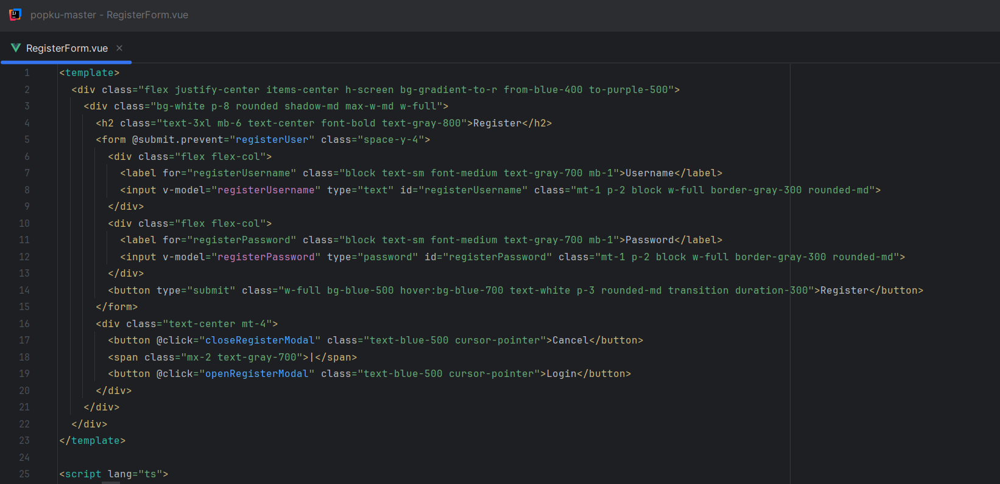 popku-master - RegisterForm.vue
RegisterForm.vue ×
1 <template>
2   <div class="flex justify-center items-center h-screen bg-gradient-to-r from-blue-400 to-purple-500">
3     <div class="bg-white p-8 rounded shadow-md max-w-md w-full">
4       <h2 class="text-3xl mb-6 text-center font-bold text-gray-800">Register</h2>
5       <form @submit.prevent="registerUser" class="space-y-4">
6         <div class="flex flex-col">
7           <label for="registerUsername" class="block text-sm font-medium text-gray-700 mb-1">Username</label>
8           <input v-model="registerUsername" type="text" id="registerUsername" class="mt-1 p-2 block w-full border-gray-300 rounded-md">
9         </div>
10         <div class="flex flex-col">
11           <label for="registerPassword" class="block text-sm font-medium text-gray-700 mb-1">Password</label>
12           <input v-model="registerPassword" type="password" id="registerPassword" class="mt-1 p-2 block w-full border-gray-300 rounded-md">
13         </div>
14         <button type="submit" class="w-full bg-blue-500 hover:bg-blue-700 text-white p-3 rounded-md transition duration-300">Register</button>
15       </form>
16       <div class="text-center mt-4">
17         <button @click="closeRegisterModal" class="text-blue-500 cursor-pointer">Cancel</button>
18         <span class="mx-2 text-gray-700">|</span>
19         <button @click="openRegisterModal" class="text-blue-500 cursor-pointer">Login</button>
20       </div>
21     </div>
22   </div>
23 </template>
24
25 <script lang="ts">